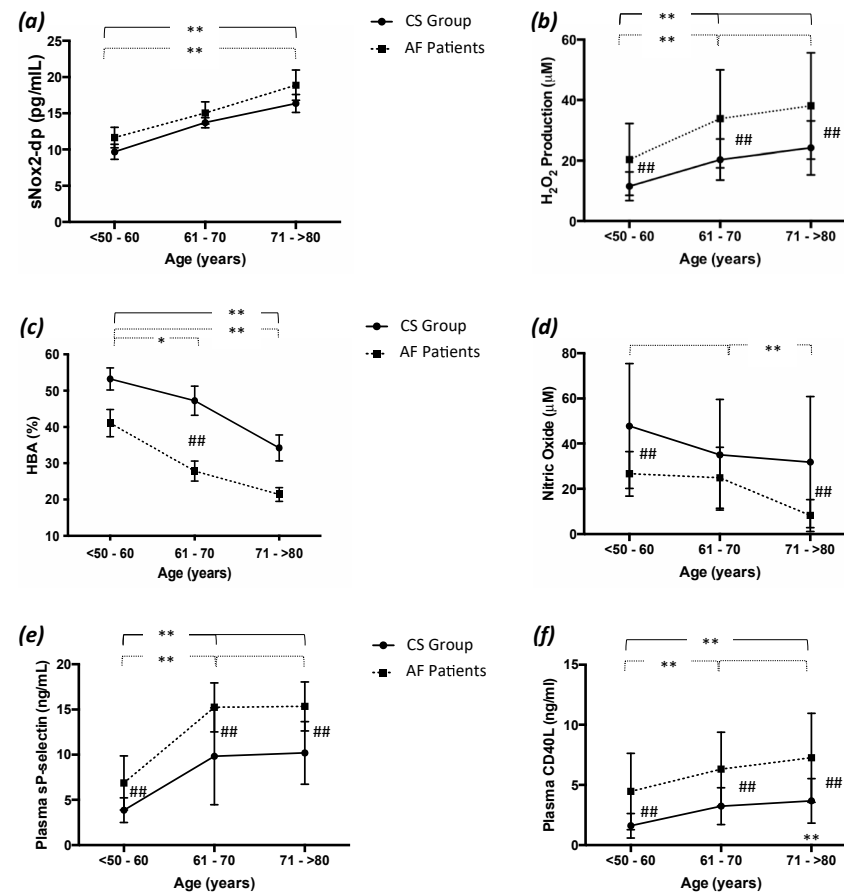 (a)
**
**
CS Group
AF Patients
sNox2-dp (pg/mlL)
25
20
15
10
5
0
<50 - 60
61 - 70
71 - >80
Age (years)
(b)
**
**
H2O2 Production (µM)
60
40
20
0
##
##
##
<50 - 60
61 - 70
71 - >80
Age (years)
(c)
**
**
*
CS Group
AF Patients
HBA (%)
60
50
40
30
20
10
##
<50 - 60
61 - 70
71 - >80
Age (years)
(d)
**
Nitric Oxide (µM)
80
60
40
20
0
##
##
<50 - 60
61 - 70
71 - >80
Age (years)
(e)
**
**
CS Group
AF Patients
Plasma sP-selectin (ng/mL)
20
15
10
5
0
##
##
##
<50 - 60
61 - 70
71 - >80
Age (years)
(f)
**
**
Plasma CD40L (ng/ml)
15
10
5
0
##
##
##
**
<50 - 60
61 - 70
71 - >80
Age (years)